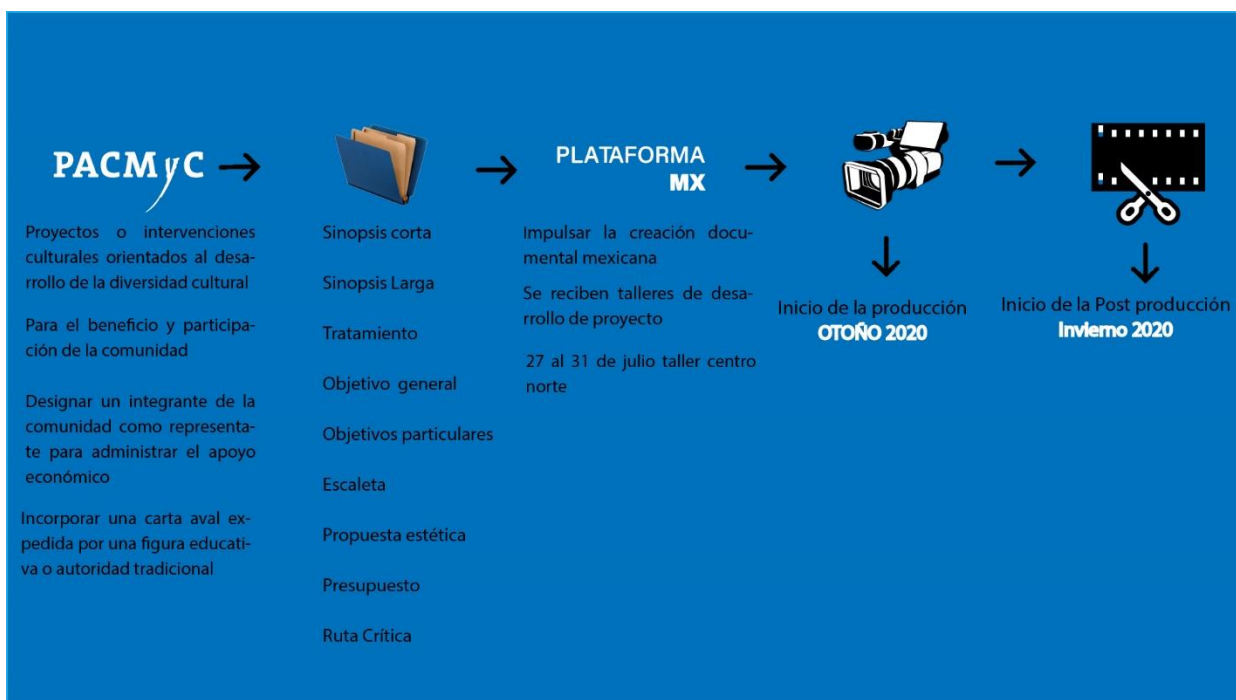 PACMyC
Proyectos o intervenciones
culturales orientados al desa-
rrollo de la diversidad cultural
Para el beneficio y participa-
ción de la comunidad
Designar un integrante de la
comunidad como representa-
te para administrar el apoyo
económico
Incorporar una carta aval ex-
pedida por una figura educati-
va o autoridad tradicional
Sinopsis corta
Sinopsis Larga
Tratamiento
Objetivo general
Objetivos particulares
Escaleta
Propuesta estética
Presupuesto
Ruta Crítica
PLATAFORMA
MX
Impulsar la creación docu-
mental mexicana
Se reciben talleres de desa-
rrollo de proyecto
27 al 31 de julio taller centro
norte
Inicio de la producción
OTOÑO 2020
Inicio de la Post producción
Invierno 2020